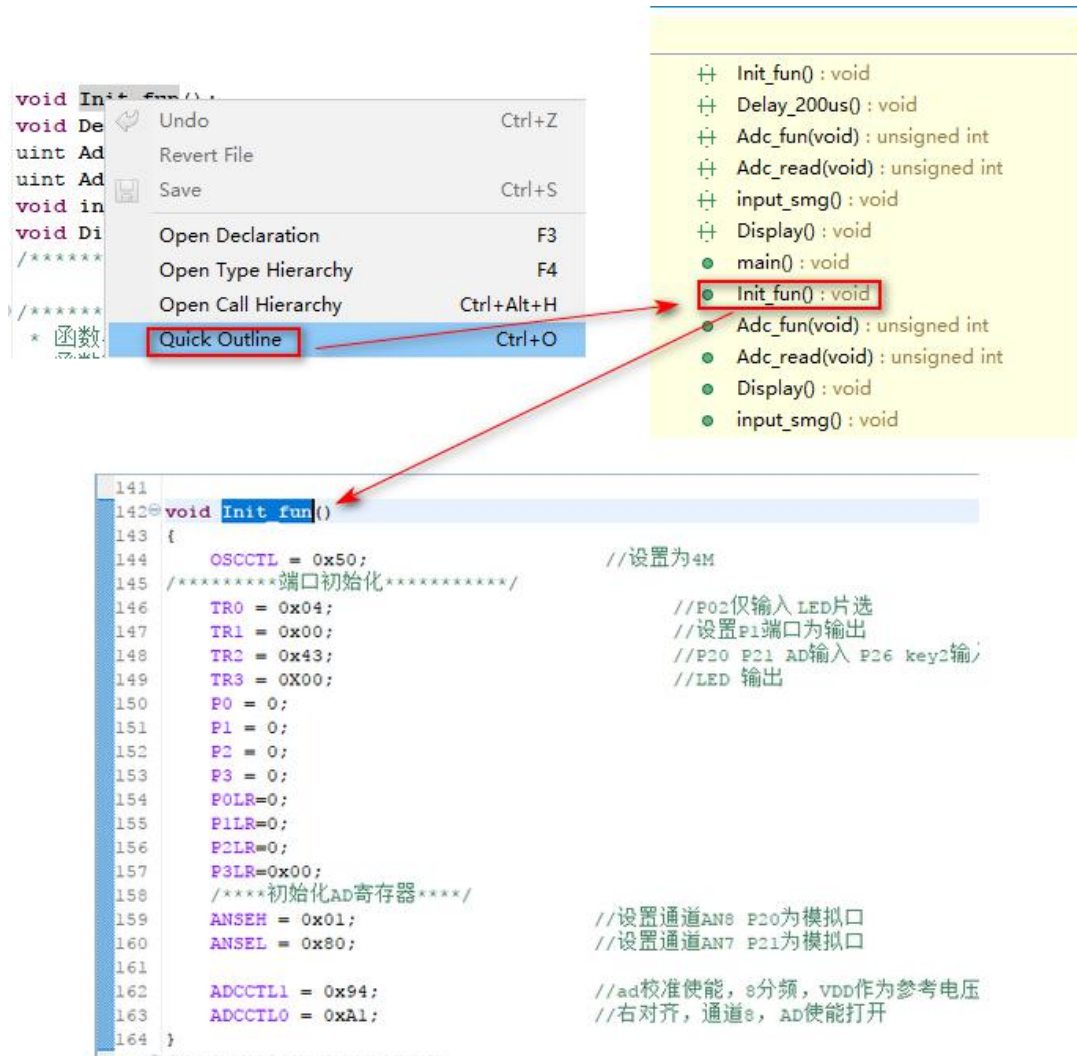 void Init_fun();
void De
uint Ad
uint Ad
void in
void Di
/******
/******
* 函数
Undo Ctrl+Z
Revert File
Save Ctrl+S
Open Declaration F3
Open Type Hierarchy F4
Open Call Hierarchy Ctrl+Alt+H
Quick Outline Ctrl+O
Init_fun() : void
Delay_200us() : void
Adc_fun(void) : unsigned int
Adc_read(void) : unsigned int
input_smg() : void
Display() : void
main() : void
Init_fun() : void
Adc_fun(void) : unsigned int
Adc_read(void) : unsigned int
Display() : void
input_smg() : void
141
142 void Init_fun()
143 {
144 OSCCTL = 0x50; //设置为4M
145 /*********端口初始化***********/
146 TR0 = 0x04; //P02仅输入 LED片选
147 TR1 = 0x00; //设置P1端口为输出
148 TR2 = 0x43; //P20 P21 AD输入 P26 key2输
149 TR3 = 0X00; //LED 输出
150 P0 = 0;
151 P1 = 0;
152 P2 = 0;
153 P3 = 0;
154 P0LR=0;
155 P1LR=0;
156 P2LR=0;
157 P3LR=0x00;
158 /****初始化AD寄存器****/
159 ANSEH = 0x01; //设置通道AN8 P20为模拟口
160 ANSEL = 0x80; //设置通道AN7 P21为模拟口
161
162 ADCCTL1 = 0x94; //ad校准使能，8分频，VDD作为参考电压
163 ADCCTL0 = 0xA1; //右对齐，通道8，AD使能打开
164 }